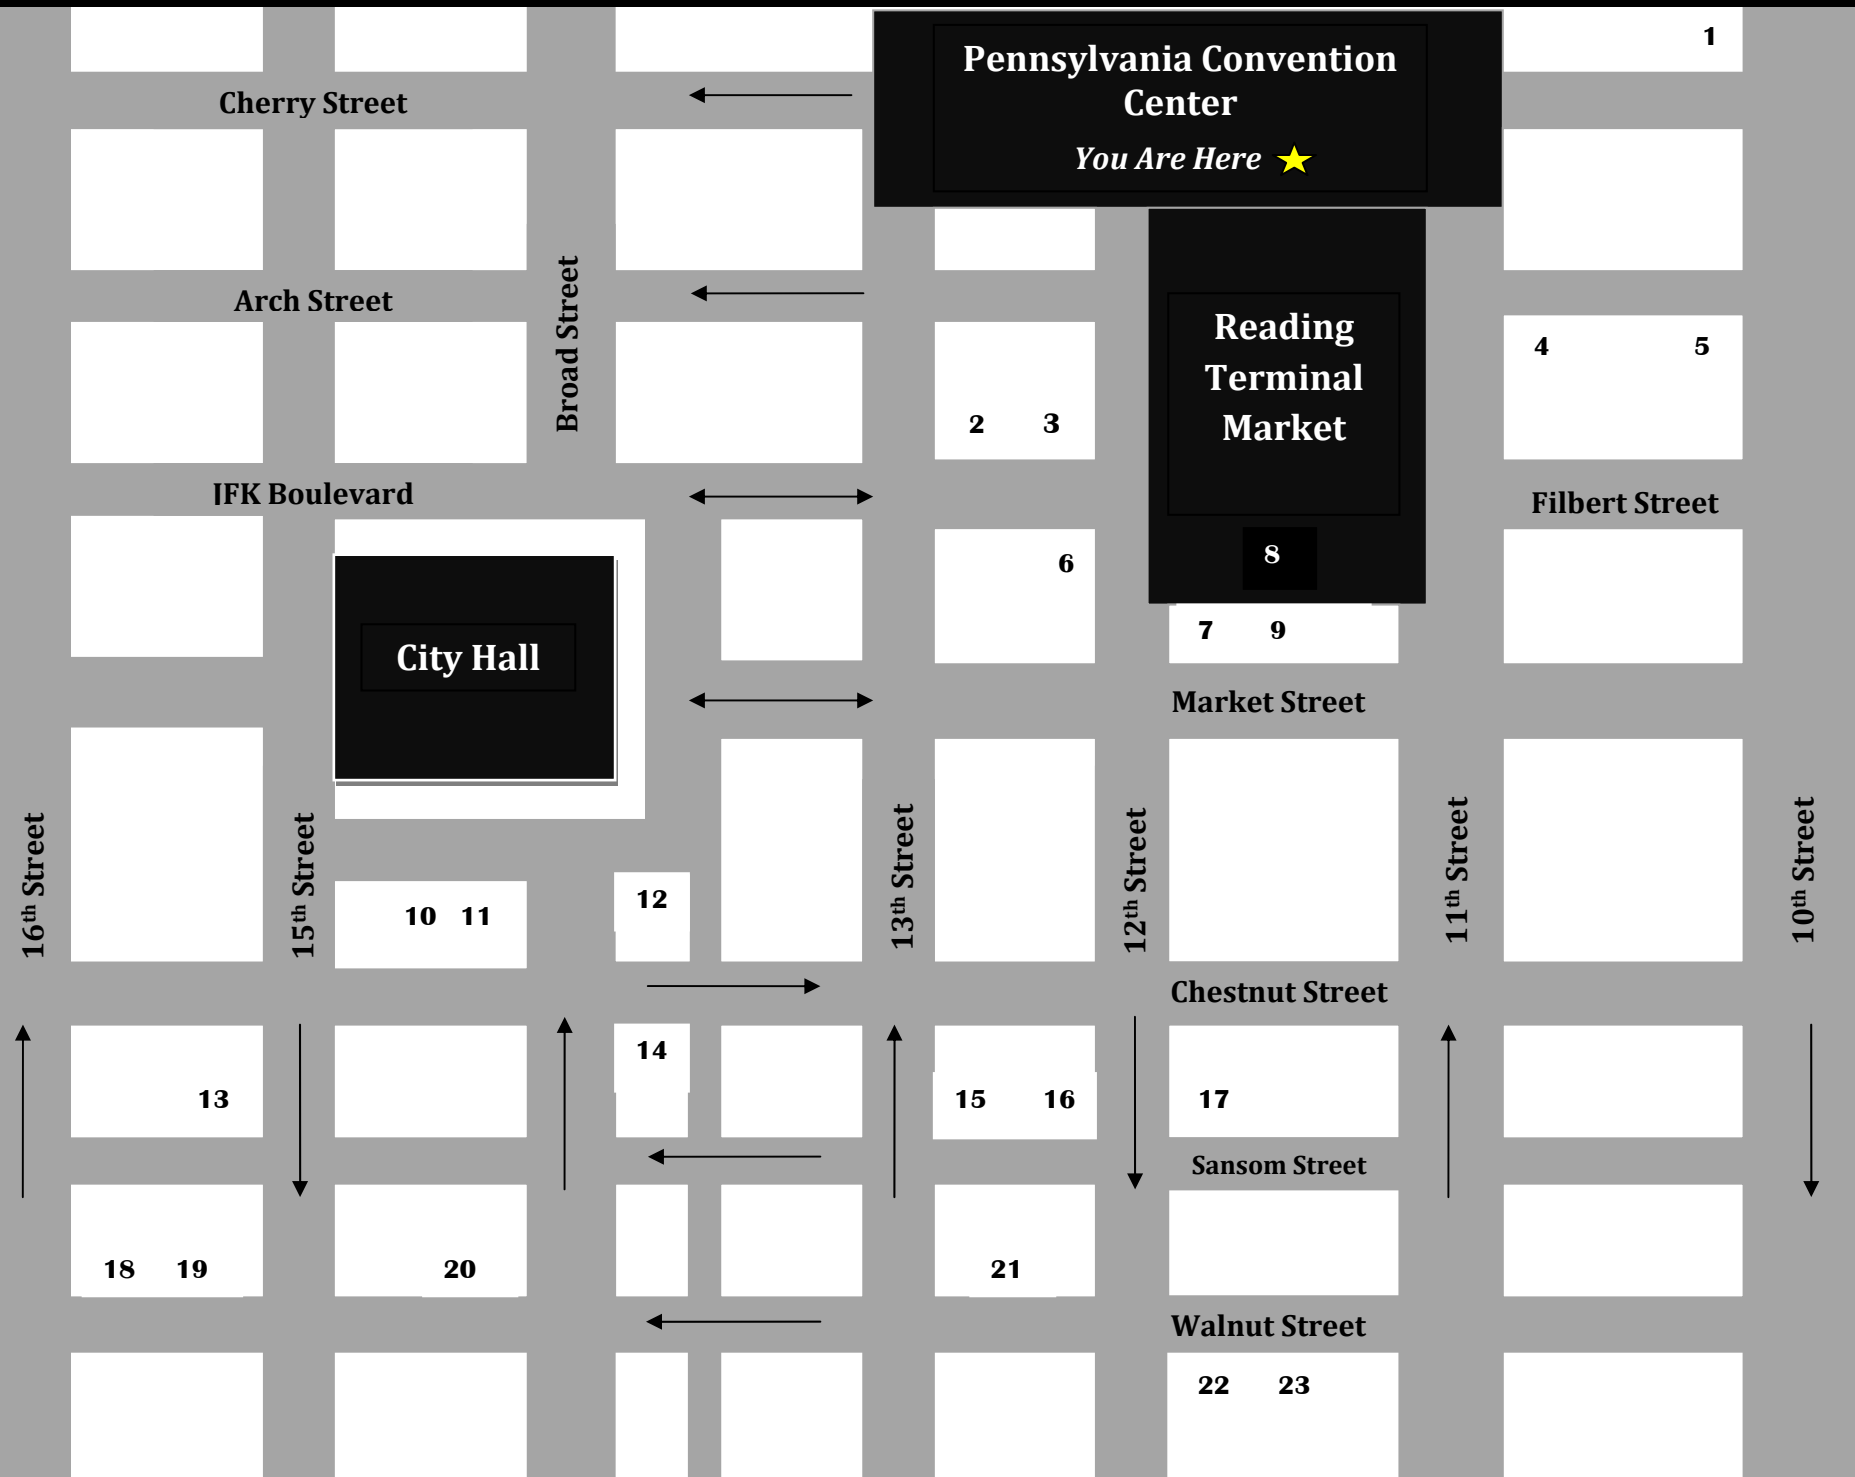 1
Pennsylvania Convention
Center
You Are Here
Cherry Street
Arch Street
Broad Street
Reading
Terminal
Market
4 5
2 3
JFK Boulevard
Filbert Street
8
6
City Hall
7 9
Market Street
16th Street
15th Street
13th Street
12th Street
11th Street
10th Street
10 11
12
Chestnut Street
14
13
15 16
17
Sansom Street
18 19
20
21
Walnut Street
22 23